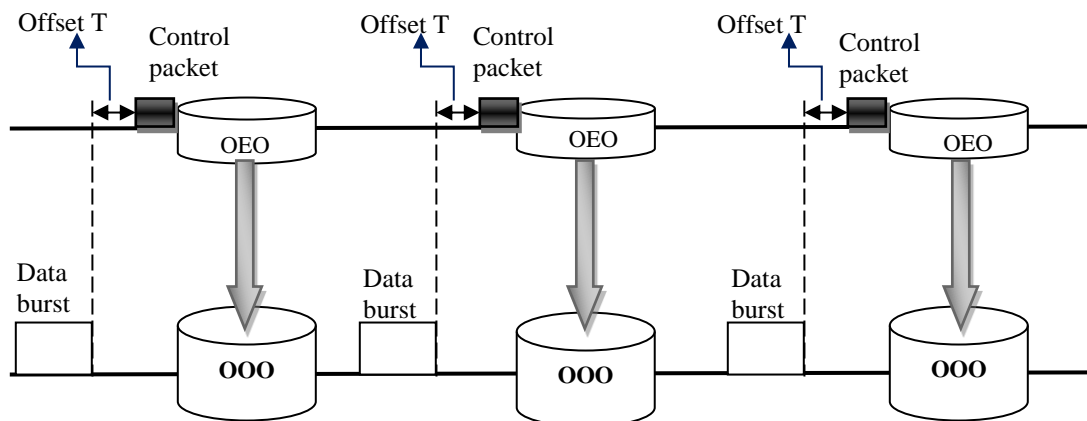 Offset T
Control
packet
Offset T
Control
packet
Offset T
Control
packet
OEO
OEO
OEO
Data
burst
Data
burst
Data
burst
OOO
OOO
OOO